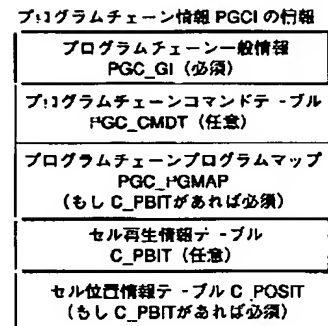 プログラムチェーン情報 PGCI の情報
プログラムチェーン一般情報
PGC_GI (必須)
プログラムチェーンコマンドテーブル
PGC_CMDT (任意)
プログラムチェーンプログラムマップ
PGC_PGMAP
(もし C_PBITがあれば必須)
セル再生情報テーブル
C_PBIT (任意)
セル位置情報テーブル C_POSIT
(もし C_PBITがあれば必須)